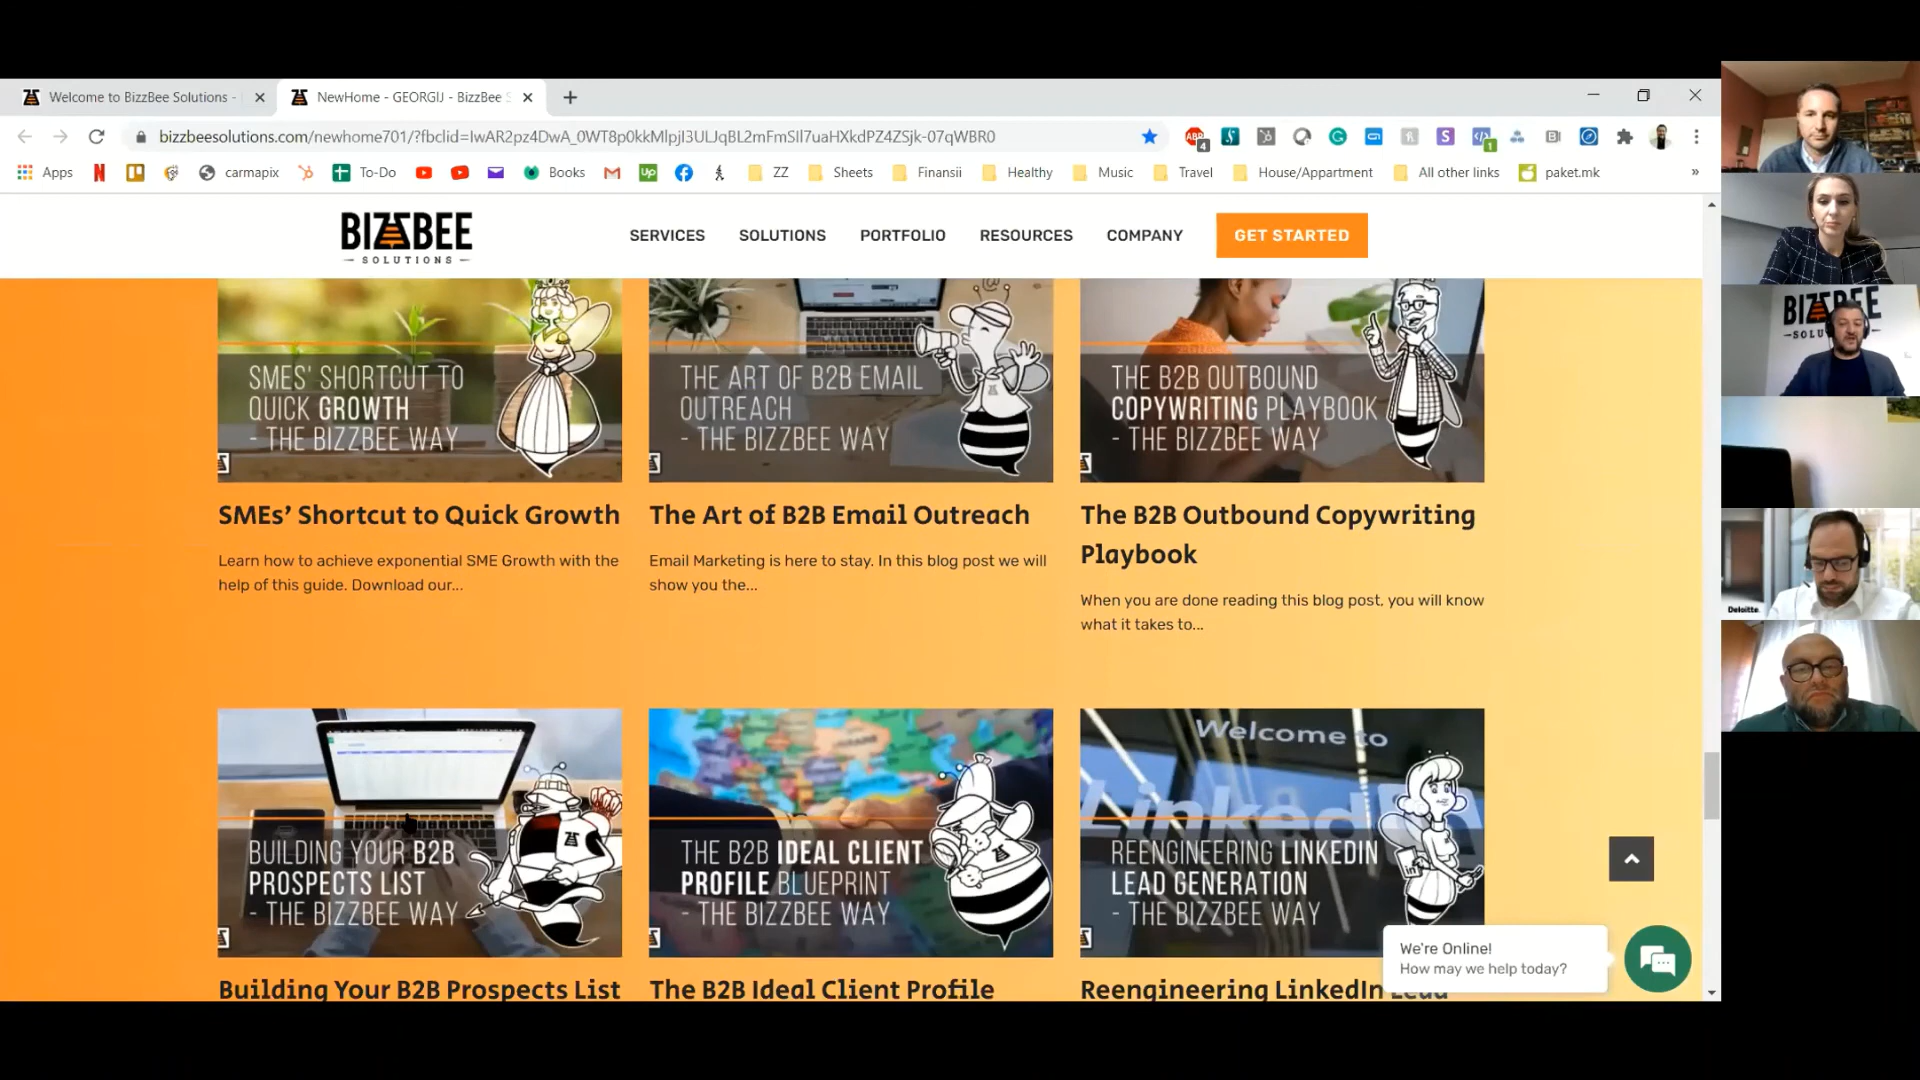 Welcome to BizzBee Solutions -
NewHome - GEORGIJ - BizzBee S
bizzbeesolutions.com/newhome701/?fbclid=IwAR2pz4DwA_0WT8p0kkMlpjI3ULJqBL2mFmSII7uaHXkdPZ4ZSjk-07qWBR0
ABP
4
1
Apps
carmapix
To-Do
Books
Up
ZZ
Sheets
Finansii
Healthy
Music
Travel
House/Appartment
All other links
paket.mk
»
BIZZBEE
SOLUTIONS
SERVICES
SOLUTIONS
PORTFOLIO
RESOURCES
COMPANY
GET STARTED
SMES' SHORTCUT TO
QUICK GROWTH
- THE BIZZBEE WAY
THE ART OF B2B EMAIL
OUTREACH
- THE BIZZBEE WAY
THE B2B OUTBOUND
COPYWRITING PLAYBOOK
- THE BIZZBEE WAY
SMEs' Shortcut to Quick Growth
Learn how to achieve exponential SME Growth with the
help of this guide. Download our...
The Art of B2B Email Outreach
Email Marketing is here to stay. In this blog post we will
show you the...
The B2B Outbound Copywriting
Playbook
When you are done reading this blog post, you will know
what it takes to...
BUILDING YOUR B2B
PROSPECTS LIST
- THE BIZZBEE WAY
THE B2B IDEAL CLIENT
PROFILE BLUEPRINT
- THE BIZZBEE WAY
Welcome to
LinkedIn
REENGINEERING LINKEDIN
LEAD GENERATION
- THE BIZZBEE WAY
Building Your B2B Prospects List
The B2B Ideal Client Profile
Reengineering LinkedIn Lead
We're Online!
How may we help today?
BIZZBEE
Deloitte.